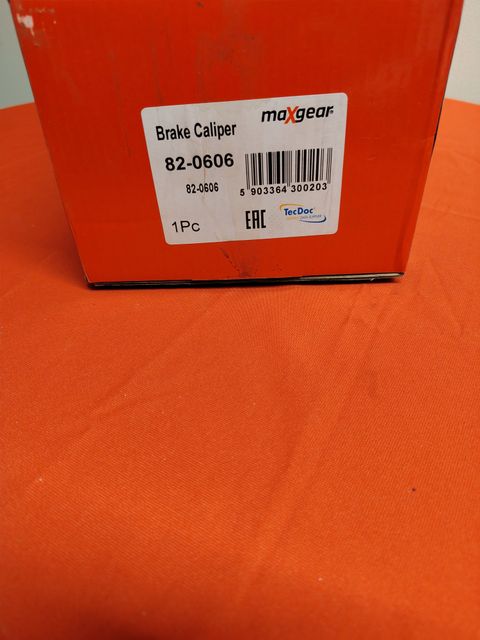 maXgear®
Brake Caliper
82-0606
82-0606
5 903364 300203
1Pc
EAC
TecDoc